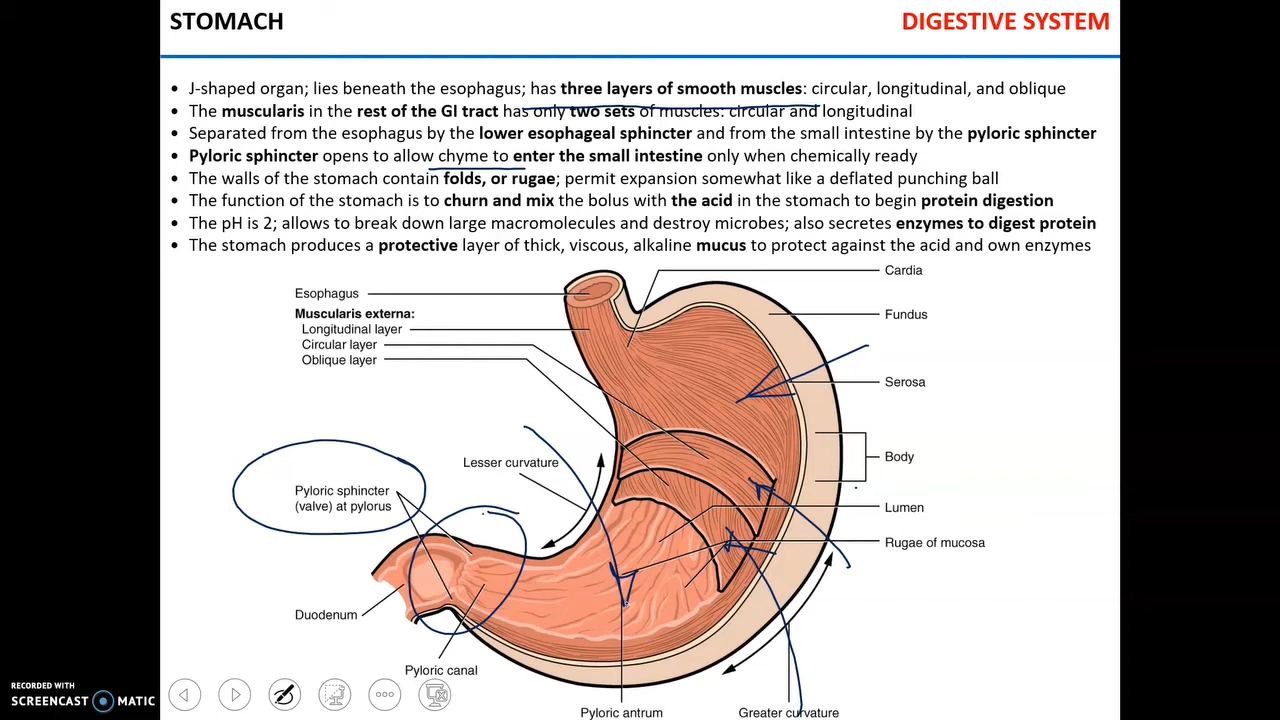 STOMACH
DIGESTIVE SYSTEM
• J-shaped organ; lies beneath the esophagus; has three layers of smooth muscles: circular, longitudinal, and oblique
• The muscularis in the rest of the GI tract has only two sets of muscles: circular and longitudinal
• Separated from the esophagus by the lower esophageal sphincter and from the small intestine by the pyloric sphincter
• Pyloric sphincter opens to allow chyme to enter the small intestine only when chemically ready
• The walls of the stomach contain folds, or rugae; permit expansion somewhat like a deflated punching ball
• The function of the stomach is to churn and mix the bolus with the acid in the stomach to begin protein digestion
• The pH is 2; allows to break down large macromolecules and destroy microbes; also secretes enzymes to digest protein
• The stomach produces a protective layer of thick, viscous, alkaline mucus to protect against the acid and own enzymes
Cardia
Esophagus
Muscularis externa:
Longitudinal layer
Circular layer
Oblique layer
Fundus
Serosa
Body
Lesser curvature
Pyloric sphincter
(valve) at pylorus
Lumen
Rugae of mucosa
Duodenum
Pyloric canal
Pyloric antrum
Greater curvature
RECORDED WITH
SCREENCAST MATIC